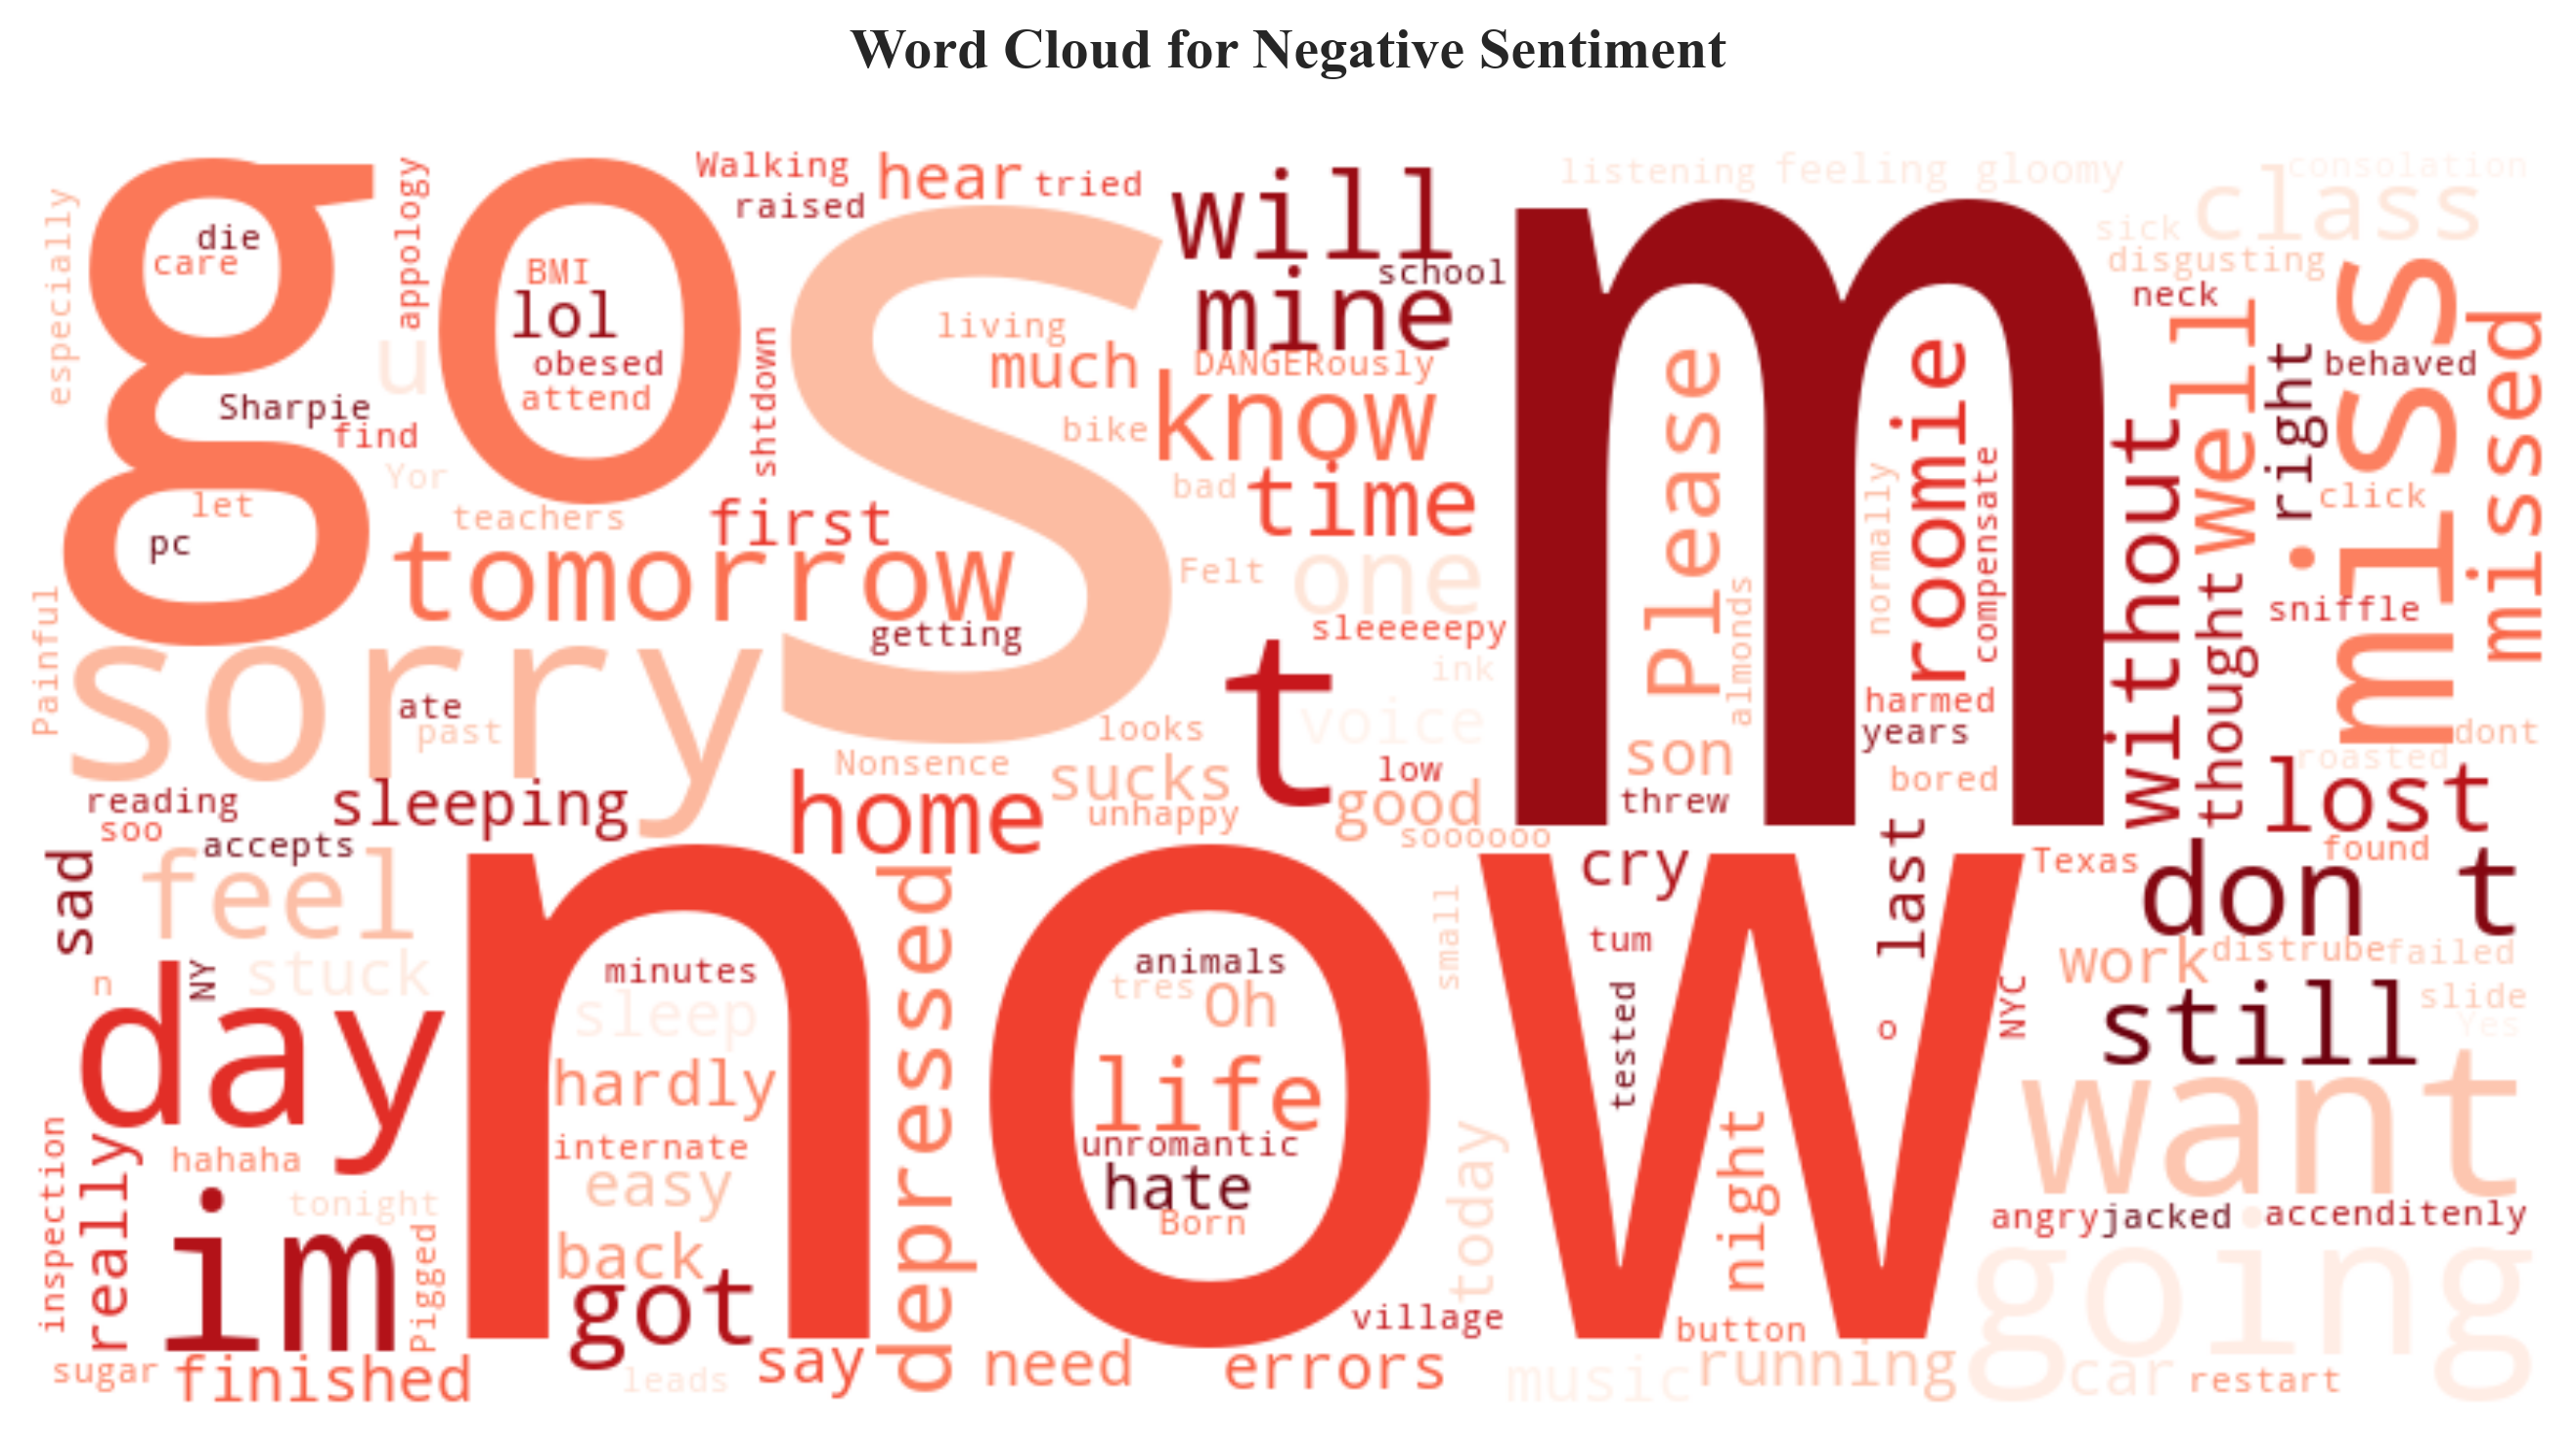 Word Cloud for Negative Sentiment
especially
die
care
go
appology
BMI
lol
obesed
attend
u
Sharpie
find
Yor
let
pc
Walking
raised
hear
tried
s
shtdown
living
much
bike
will
school
mine
DANGERously
know
bad
time
listening
feeling
gloomy
consolation
class
sick
disgusting
neck
m
Please
roomie
normally
compensate
almonds
harmed
years
son
bored
threw
without
well
right
thought
behaved
miss
missed
click
sniffle
dont
roasted
lost
found
teachers
first
tomorrow
getting
Painful
sorry
ate
past
Felt
one
sleeeeepy
t
ink
voice
looks
Nonsence
sucks
unhappy
low
good
soooooo
home
reading
soo
sleeping
accepts
sad
feel
n
NY
stuck
day
now
minutes
sleep
hardly
internate
easy
back
got
depressed
animals
tres
Oh
life
unromantic
hate
Born
small
cry
tum
tested
last
o
NYC
Texas
don t
work
distrube
failed
still
slide
Yes
want
angry
jacked
accenditenly
going
inspection
really
hahaha
tonight
im
Pigged
sugar
finished
leads
say
need
errors
village
today
night
button
music
running
car
restart